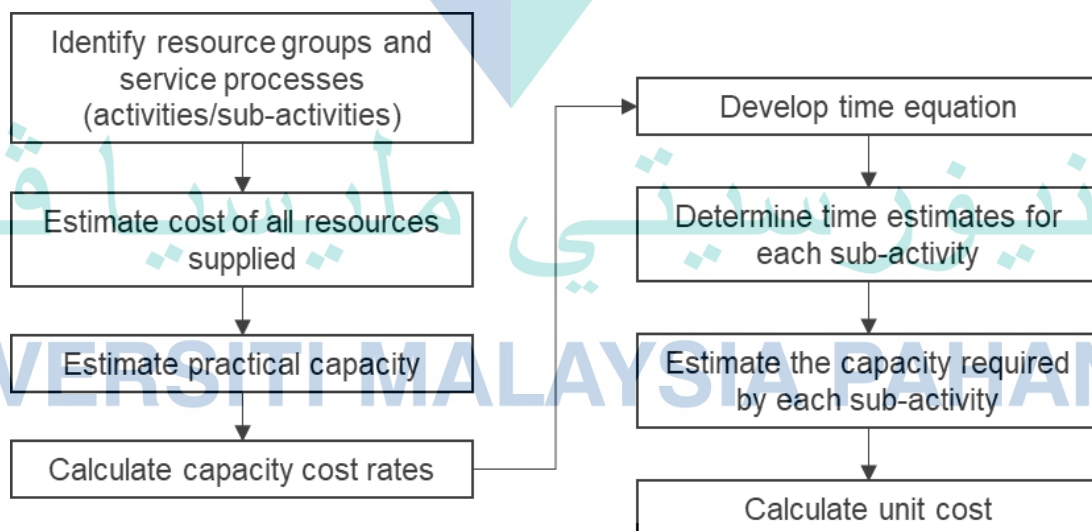 Identify resource groups and
service processes
(activities/sub-activities)
Estimate cost of all resources
supplied
Estimate practical capacity
Calculate capacity cost rates
Develop time equation
Determine time estimates for
each sub-activity
Estimate the capacity required
by each sub-activity
Calculate unit cost
مليسيا
نيورسيتي
VERSITI MALAYSIA PAHAN